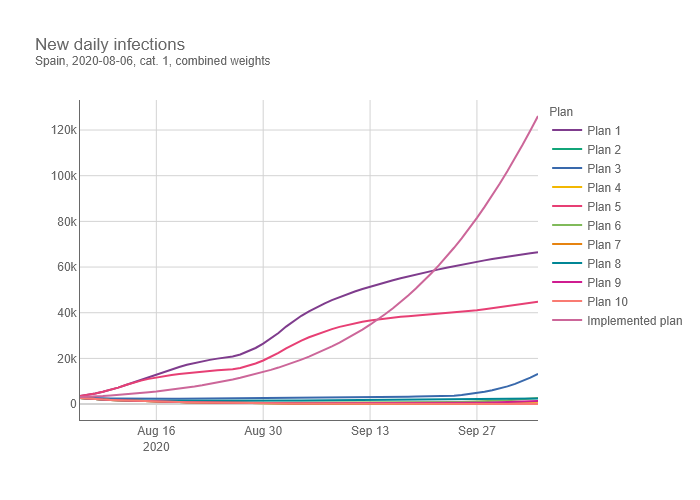 New daily infections
Spain, 2020-08-06, cat. 1, combined weights
120k
100k
80k
60k
40k
20k
0
Aug 16
2020
Aug 30
Sep 13
Sep 27
Plan
Plan 1
Plan 2
Plan 3
Plan 4
Plan 5
Plan 6
Plan 7
Plan 8
Plan 9
Plan 10
Implemented plan